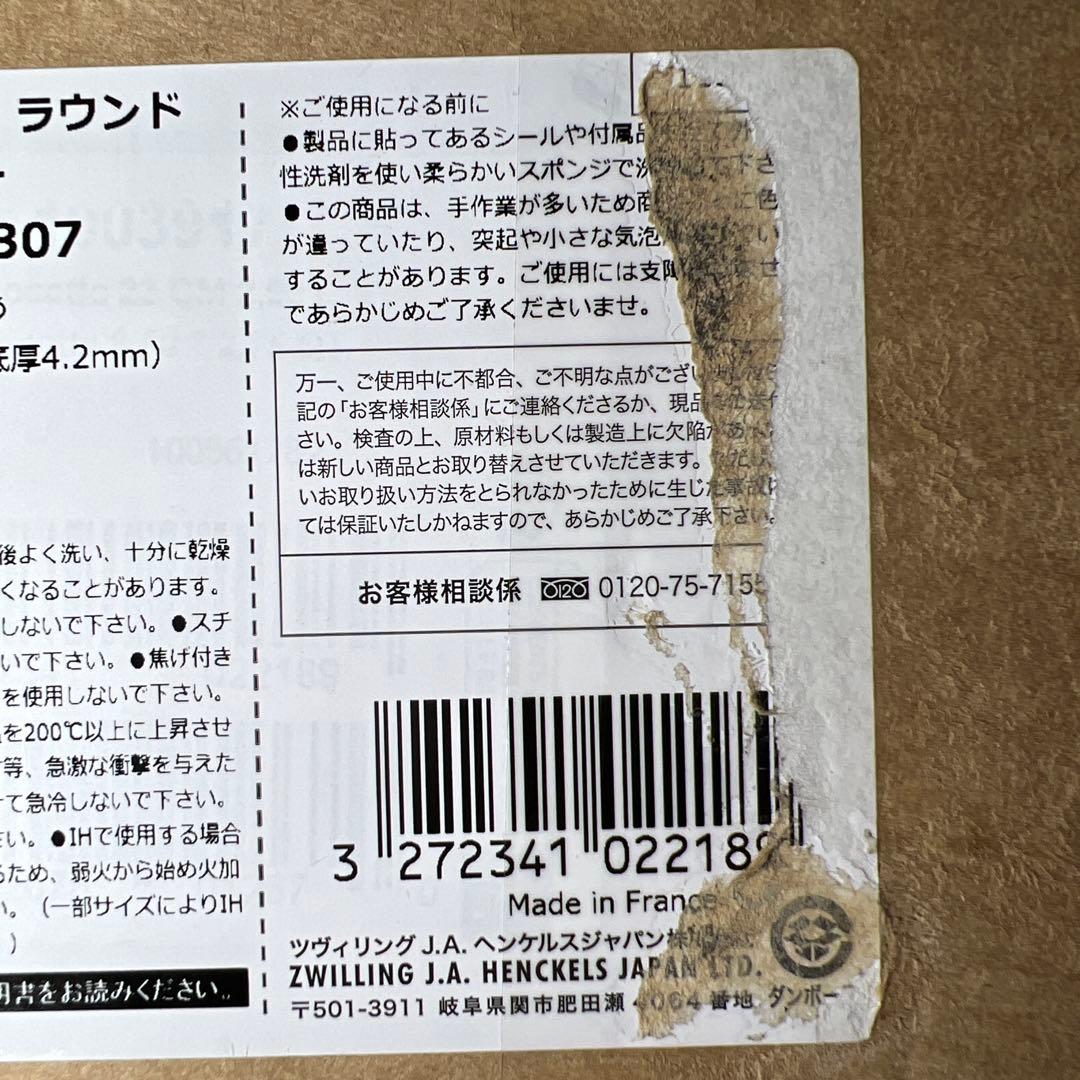 ラウンド
307
底厚4.2mm）
後よく洗い、十分に乾燥
くなることがあります。
しないで下さい。●スチ
いで下さい。●焦げ付き
を使用しないで下さい。
を200℃以上に上昇させ
等、急激な衝撃を与えた
て急冷しないで下さい。
さい。●IHで使用する場合
るため、弱火から始め火加
い。（一部サイズによりIH
）
明書をお読みください。
※ご使用になる前に
●製品に貼ってあるシールや付属品
性洗剤を使い柔らかいスポンジで洗 て下さ
●この商品は、手作業が多いため商 に色
が違っていたり、突起や小さな気泡 い
することがあります。ご使用には支障 ませ
であらかじめご了承くださいませ。
万一、ご使用中に不都合、ご不明な点がござい
記の「お客様相談係」にご連絡くださるか、現品
さい。検査の上、原材料もしくは製造上に欠陥があ
は新しい商品とお取り替えさせていただきます。ただし
いお取り扱い方法をとられなかったために生じた事故に
ては保証いたしかねますので、あらかじめご了承下さい。
お客様相談係 0120-75-7155
3 272341 022189
Made in France
ツヴィリング J.A. ヘンケルスジャパン株
ZWILLING J.A. HENCKELS JAPAN LTD.
〒501-3911 岐阜県関市肥田瀬 4064 番地
ダンボー